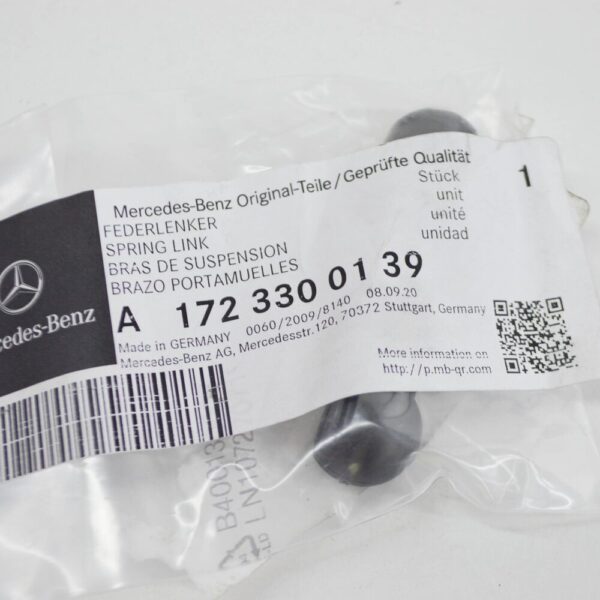 Mercedes-Benz Original-Teile/Geprüfte Qualität
FEDERLENKER
SPRING LINK
BRAS DE SUSPENSION
BRAZO PORTAMUELLES
Stück
unit
unité
unidad
1
A 172 330 01 39
Made in GERMANY 0060/2009/8140 08.09.20
Mercedes-Benz AG, Mercedesstr.120, 70372 Stuttgart, Germany
More information on
http://p.mb-qr.com
cedes-Benz